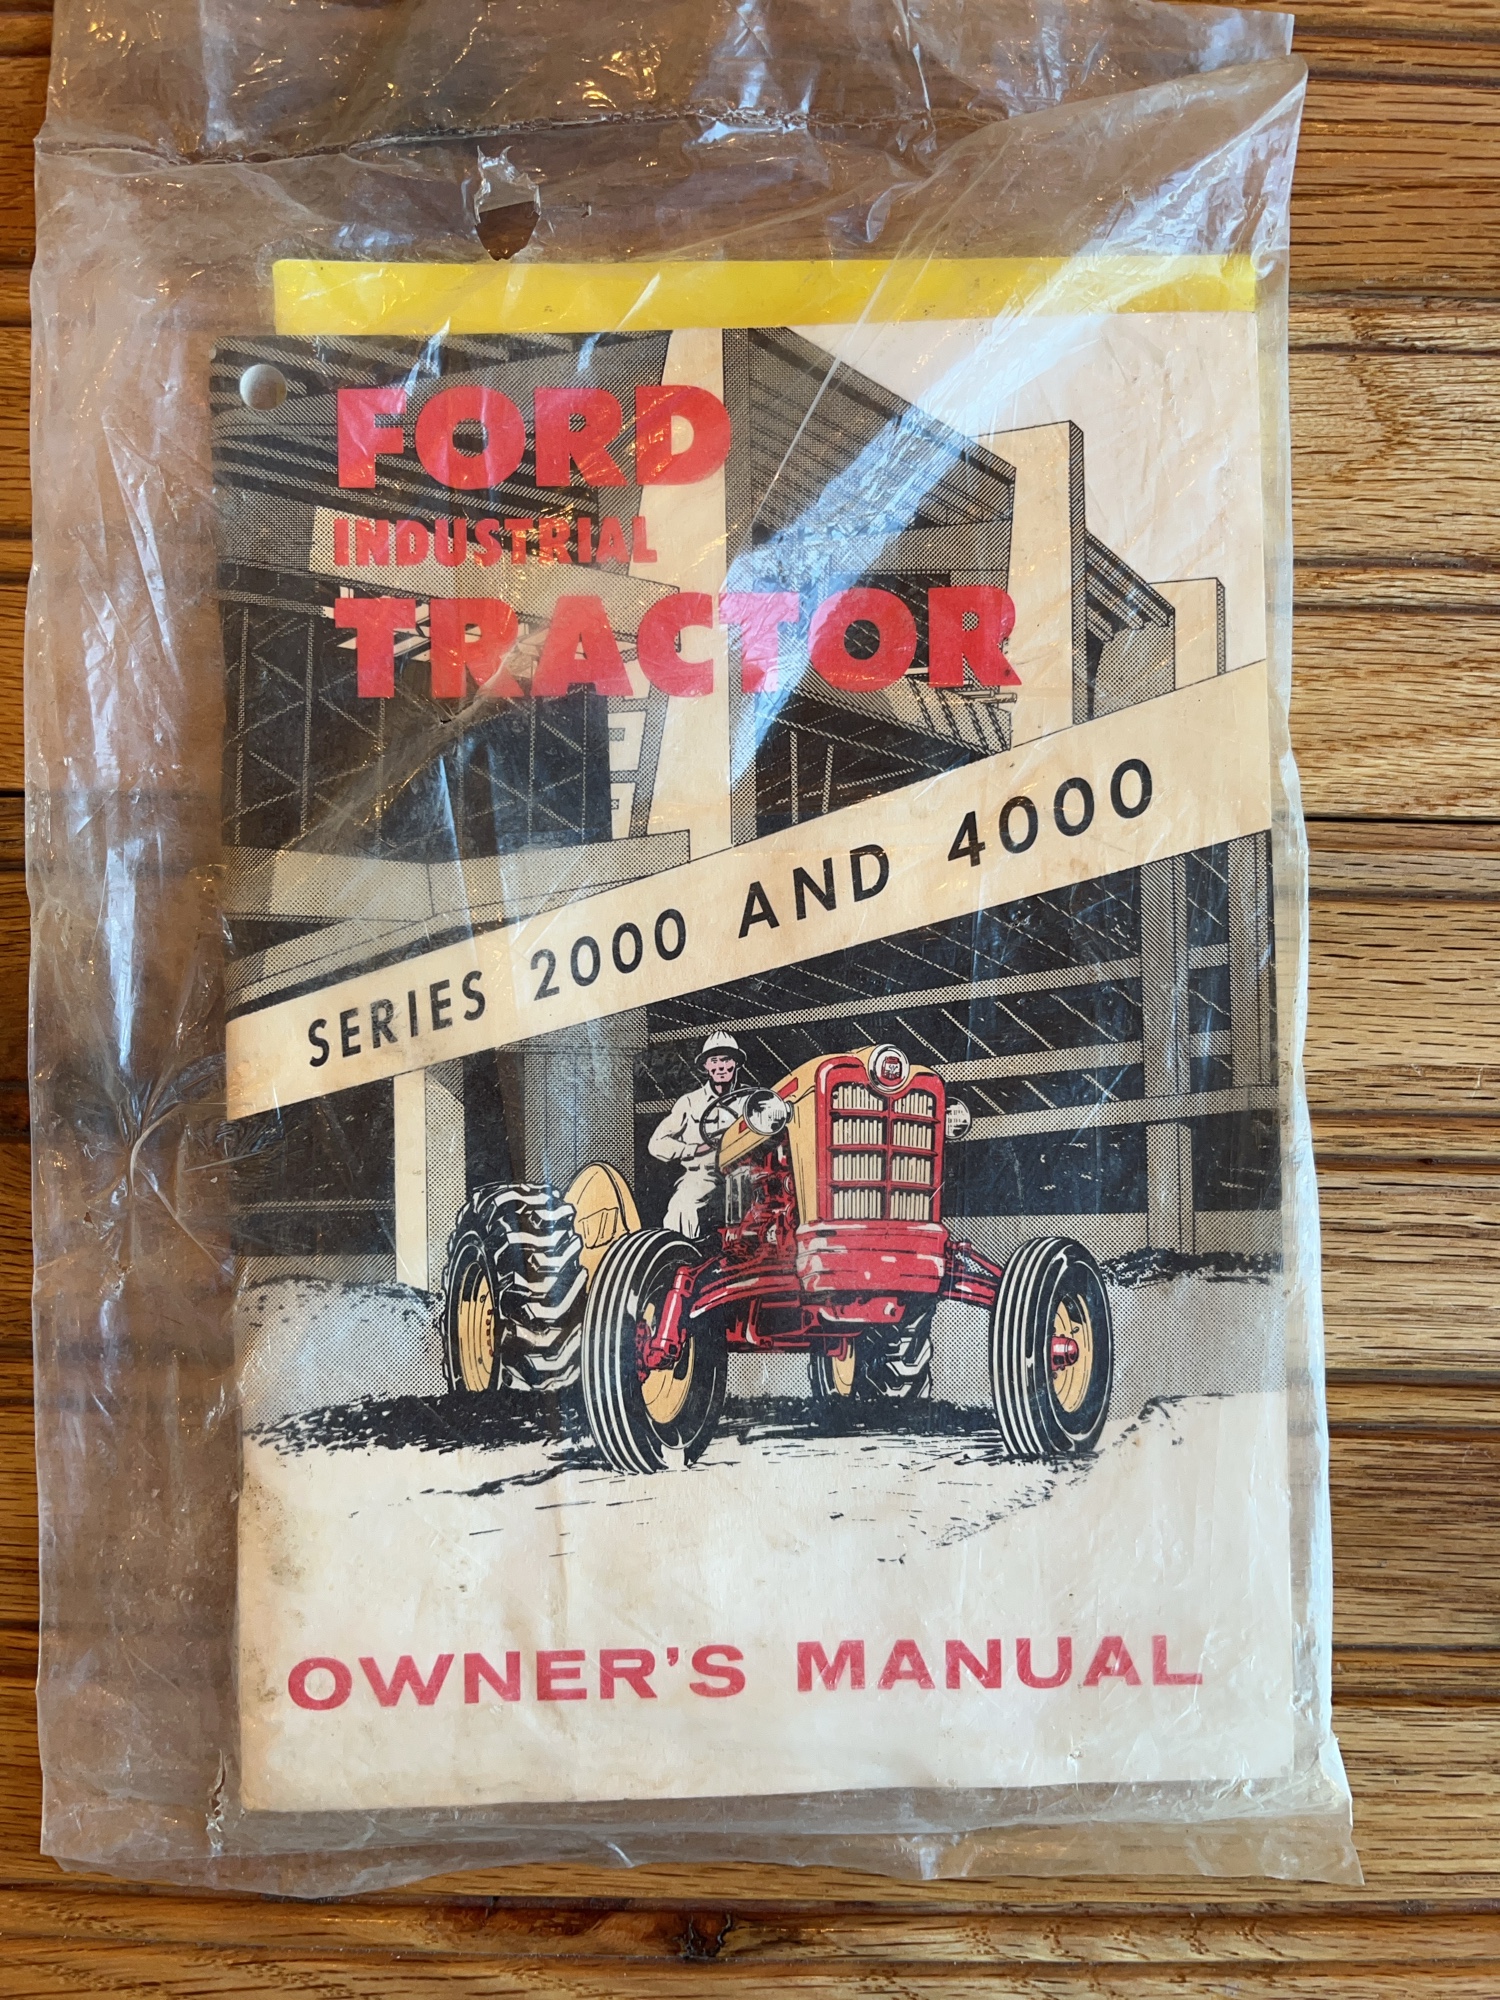 FORD
INDUSTRIAL
TRACTOR
SERIES 2000 AND 4000
OWNER'S MANUAL